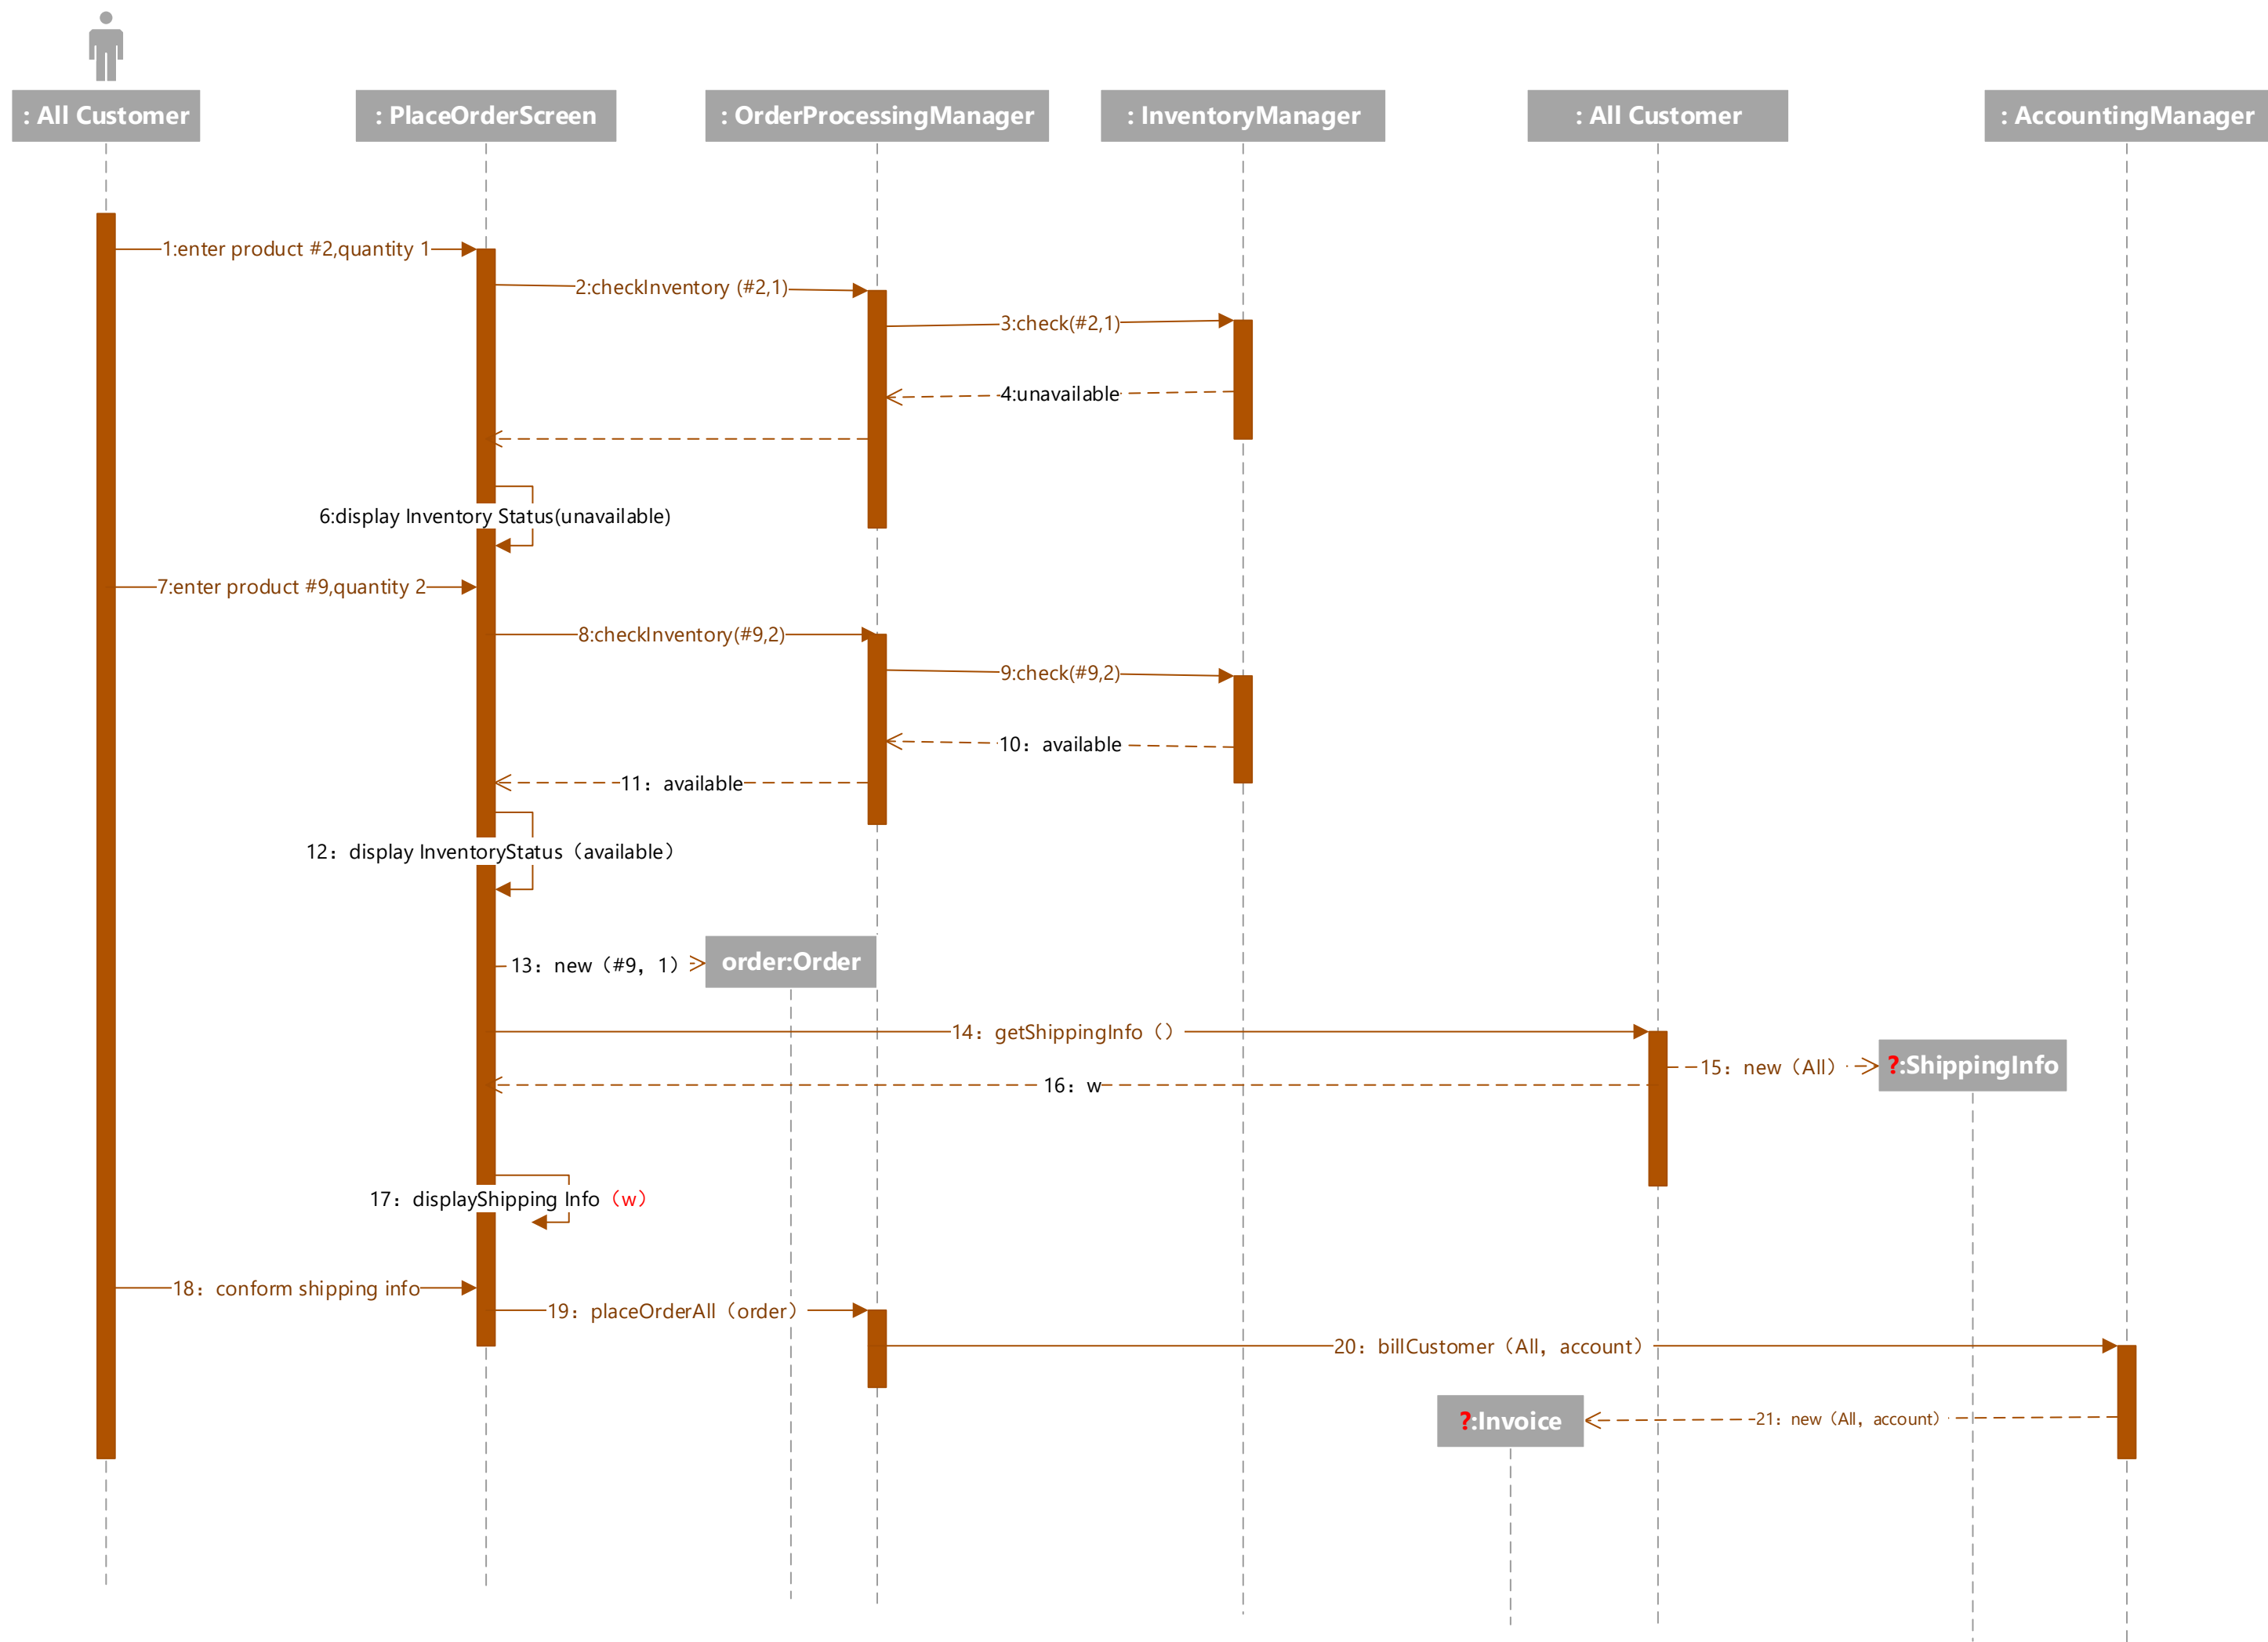 : All Customer
: PlaceOrderScreen
: OrderProcessingManager
: InventoryManager
: All Customer
: AccountingManager
1:enter product #2,quantity 1
2:checkInventory (#2,1)
3:check(#2,1)
4:unavailable
6:display Inventory Status(unavailable)
7:enter product #9,quantity 2
8:checkInventory(#9,2)
9:check(#9,2)
10：available
11：available
12：display InventoryStatus（available）
13：new（#9，1）
order:Order
14：getShippingInfo（）
15：new（All）
?:ShippingInfo
16：w
17：displayShipping Info（w）
18：conform shipping info
19：placeOrderAll（order）
20：billCustomer（All，account）
?:Invoice
21：new（All，account）